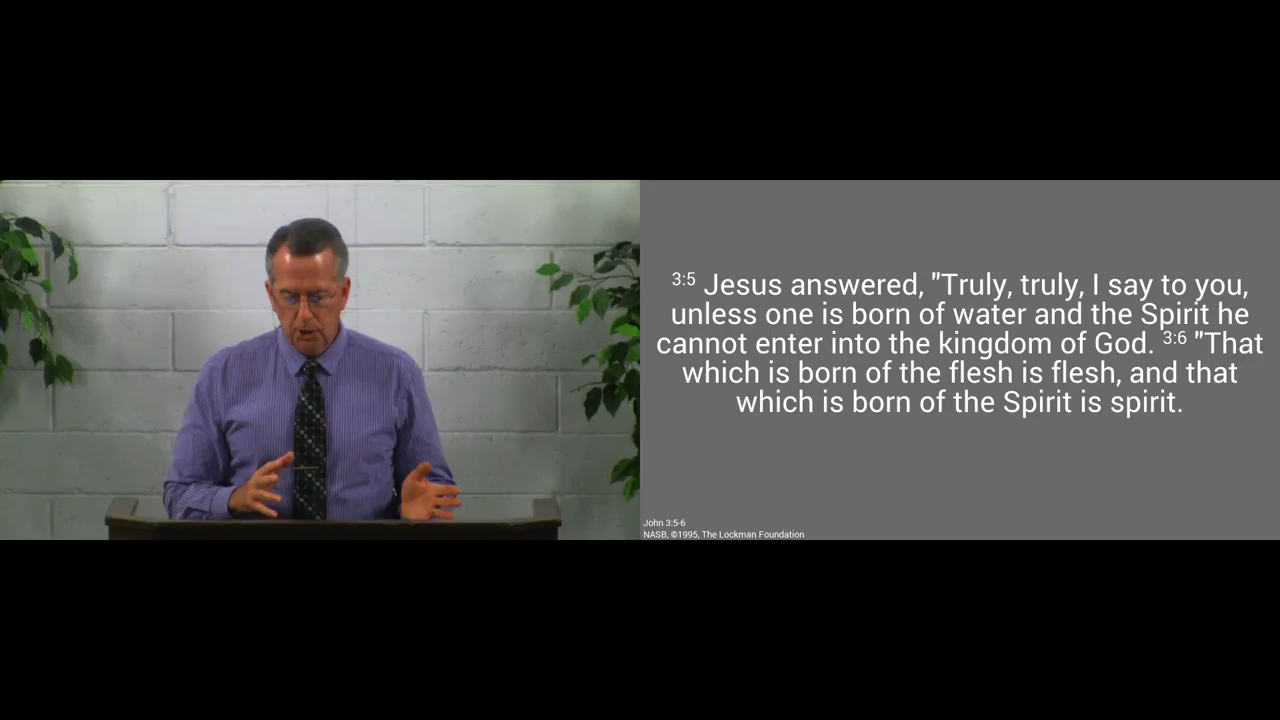 3:5 Jesus answered, "Truly, truly, I say to you,
unless one is born of water and the Spirit he
cannot enter into the kingdom of God. 3:6 "That
which is born of the flesh is flesh, and that
which is born of the Spirit is spirit.
John 3:5-6
NASB, ©1995, The Lockman Foundation